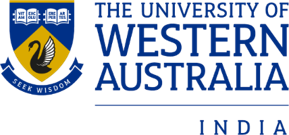 SEEK WISDOM
THE UNIVERSITY OF
WESTERN
AUSTRALIA
INDIA